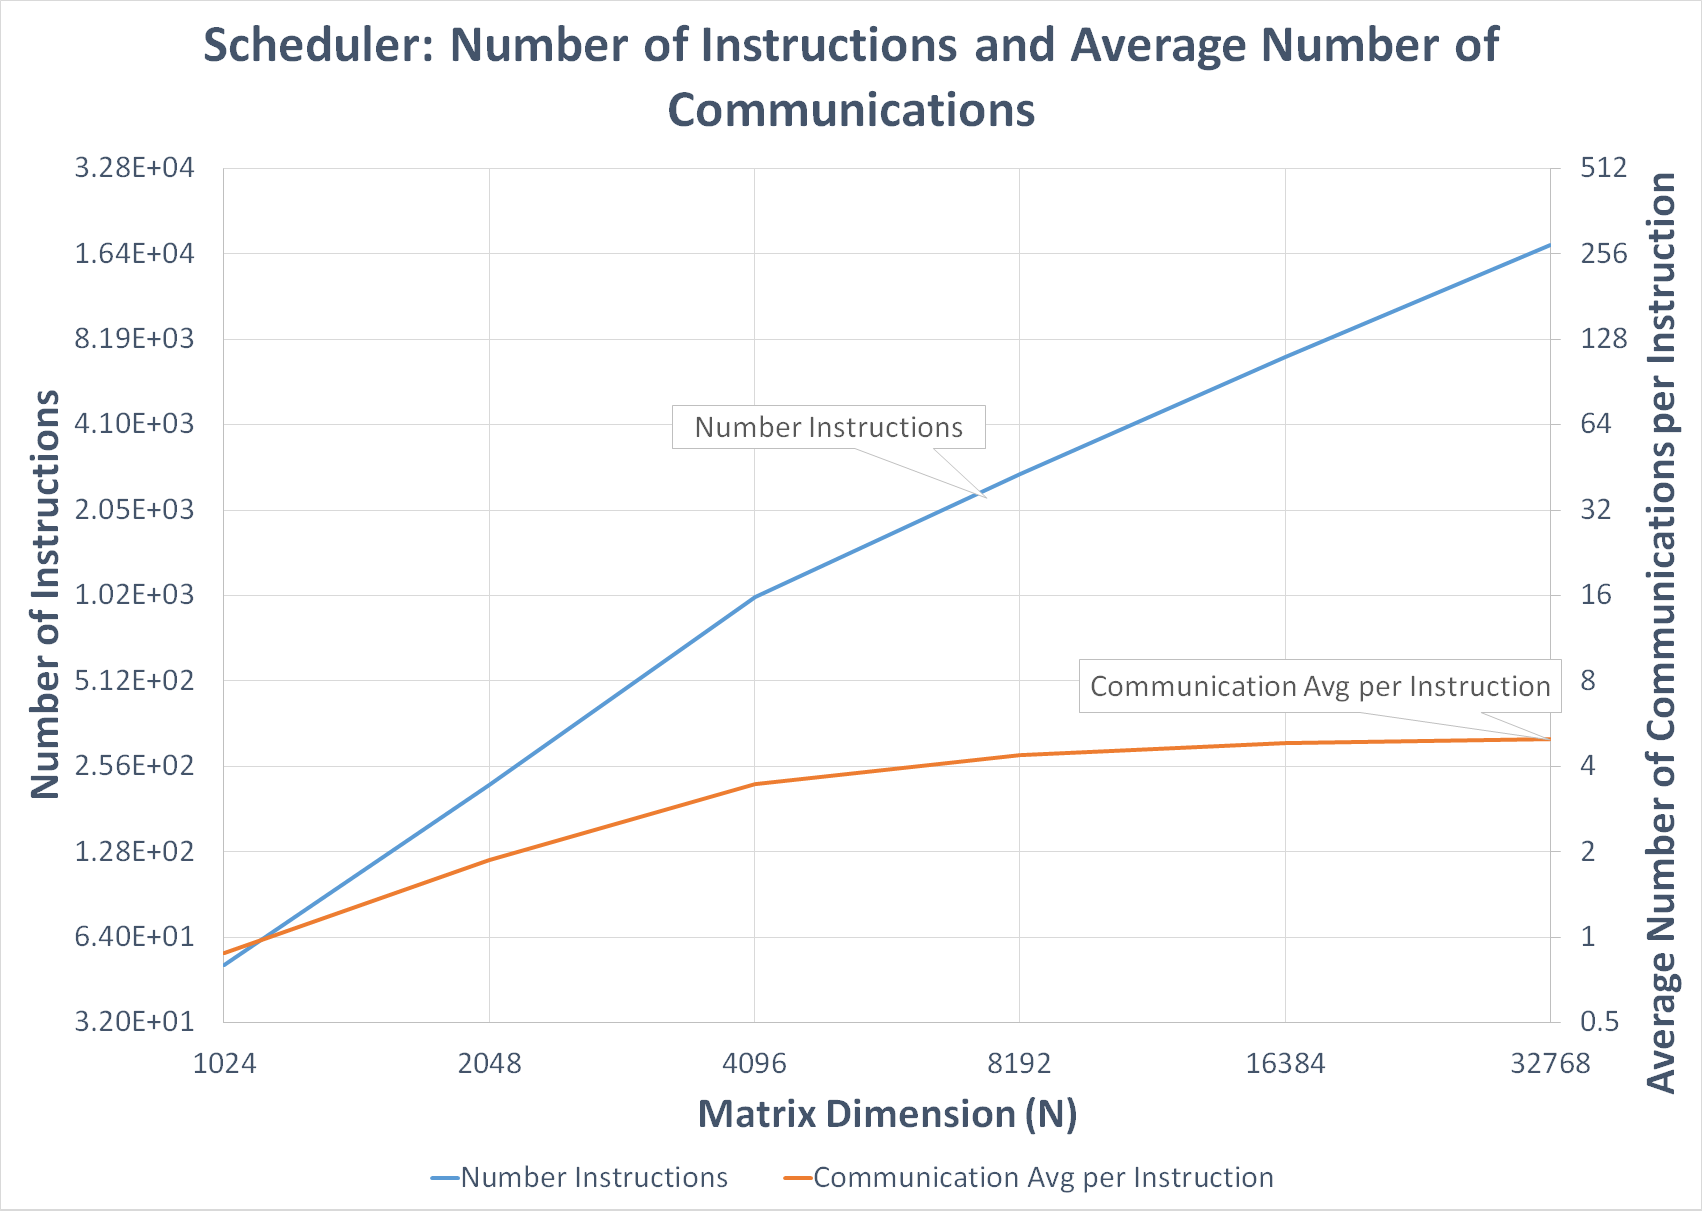 Scheduler: Number of Instructions and Average Number of
Communications
3.28E+04
1.64E+04
8.19E+03
4.10E+03
2.05E+03
1.02E+03
5.12E+02
2.56E+02
1.28E+02
6.40E+01
3.20E+01
Number of Instructions
Number Instructions
Communication Avg per Instruction
512
256
128
64
32
16
8
4
2
1
0.5
Average Number of Communications per Instruction
1024 2048 4096 8192 16384 32768
Matrix Dimension (N)
Number Instructions Communication Avg per Instruction